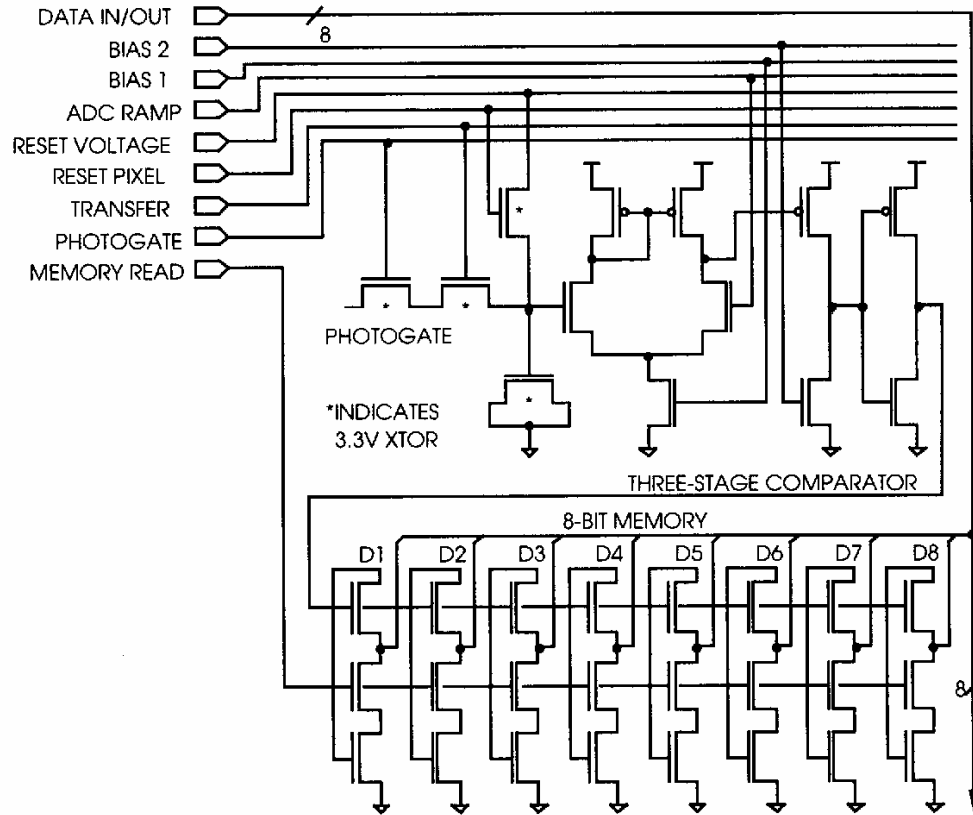 DATA IN/OUT
8
BIAS 2
BIAS 1
ADC RAMP
RESET VOLTAGE
RESET PIXEL
TRANSFER
PHOTOGATE
MEMORY READ
*
* *
PHOTOGATE
*
*INDICATES
3.3V XTOR
THREE-STAGE COMPARATOR
8-BIT MEMORY
D1 D2 D3 D4 D5 D6 D7 D8
8